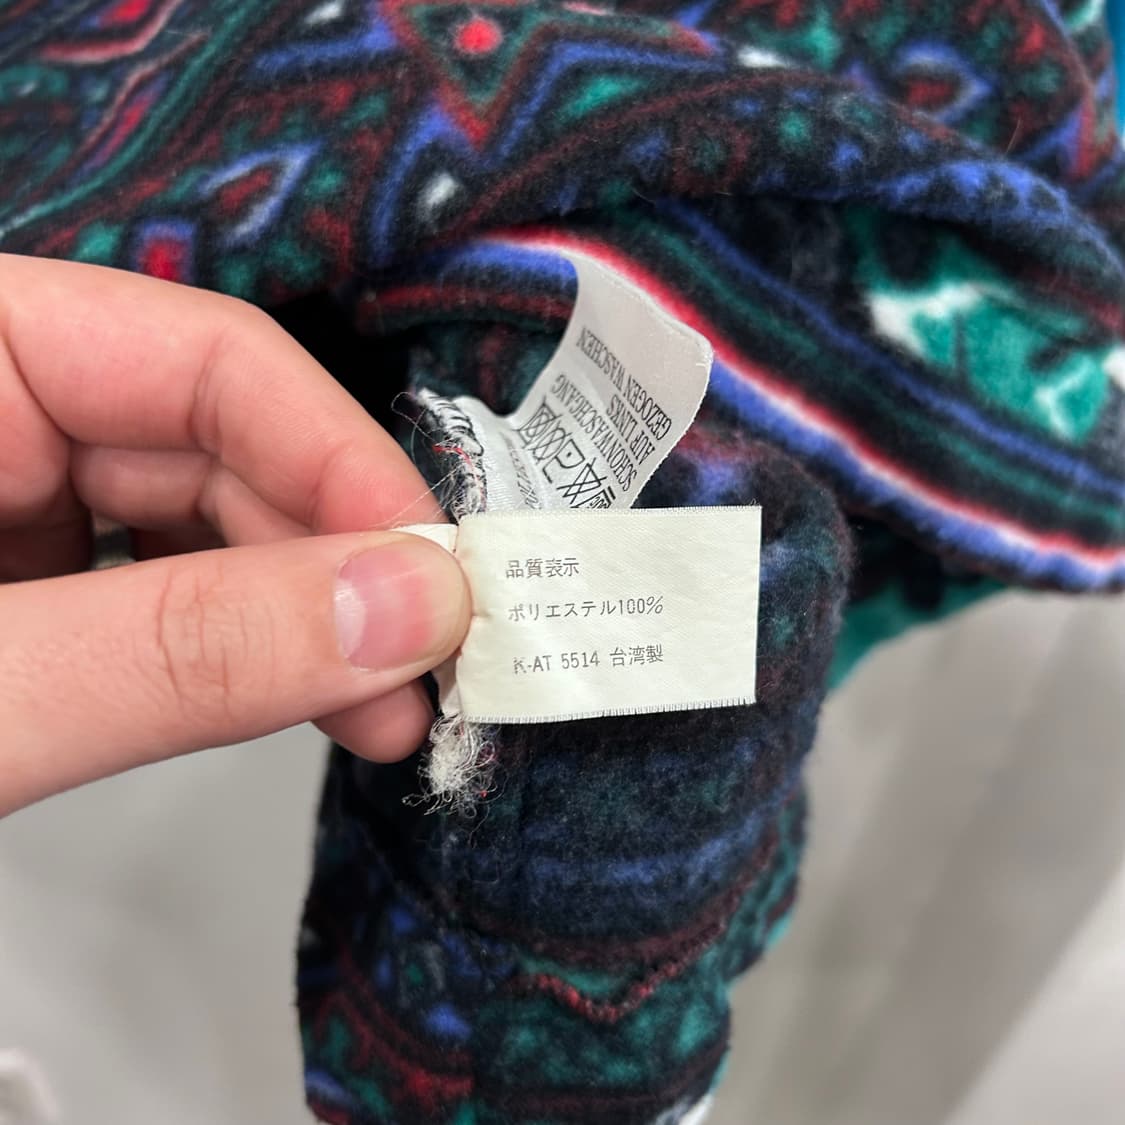 GEZOGEN WASCHEN
AUF LINKS
SCHONWASCHGANG
品質表示
ポリエステル100%
K-AT 5514 台湾製